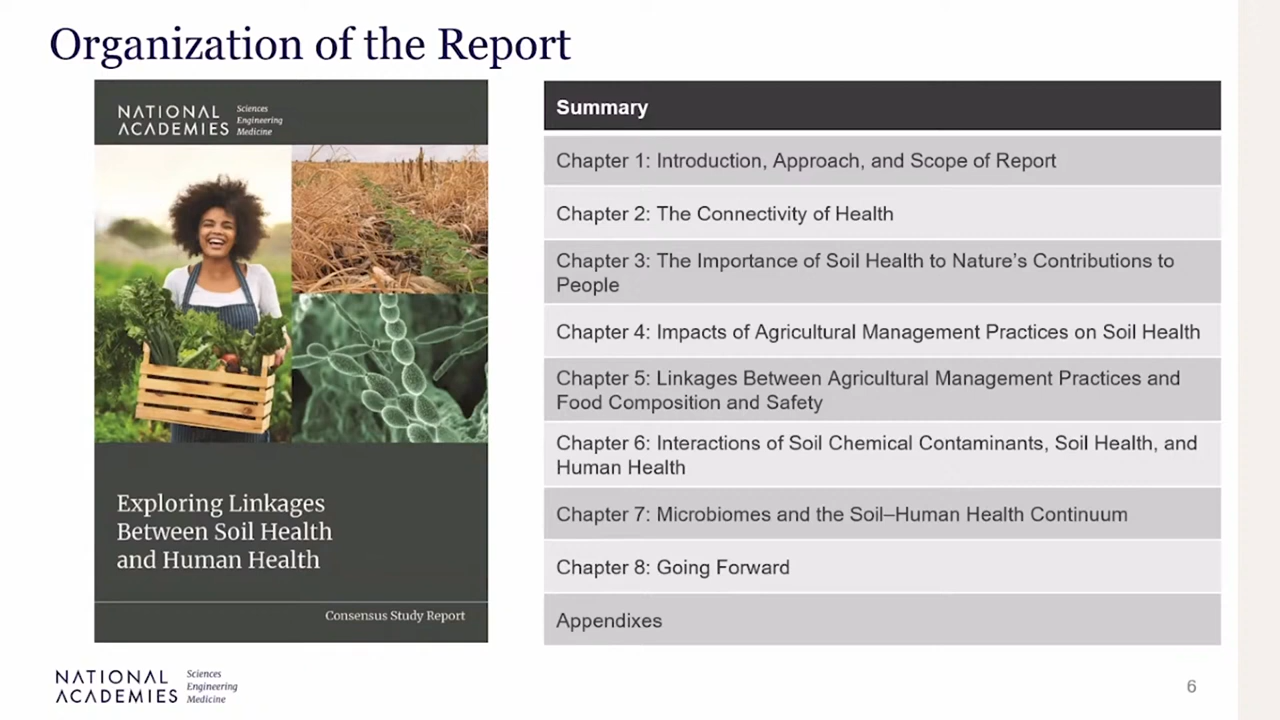 Organization of the Report
NATIONAL
ACADEMIES
Sciences
Engineering
Medicine
Exploring Linkages
Between Soil Health
and Human Health
Consensus Study Report
Summary
Chapter 1: Introduction, Approach, and Scope of Report
Chapter 2: The Connectivity of Health
Chapter 3: The Importance of Soil Health to Nature’s Contributions to
People
Chapter 4: Impacts of Agricultural Management Practices on Soil Health
Chapter 5: Linkages Between Agricultural Management Practices and
Food Composition and Safety
Chapter 6: Interactions of Soil Chemical Contaminants, Soil Health, and
Human Health
Chapter 7: Microbiomes and the Soil–Human Health Continuum
Chapter 8: Going Forward
Appendixes
NATIONAL
ACADEMIES
Sciences
Engineering
Medicine
6